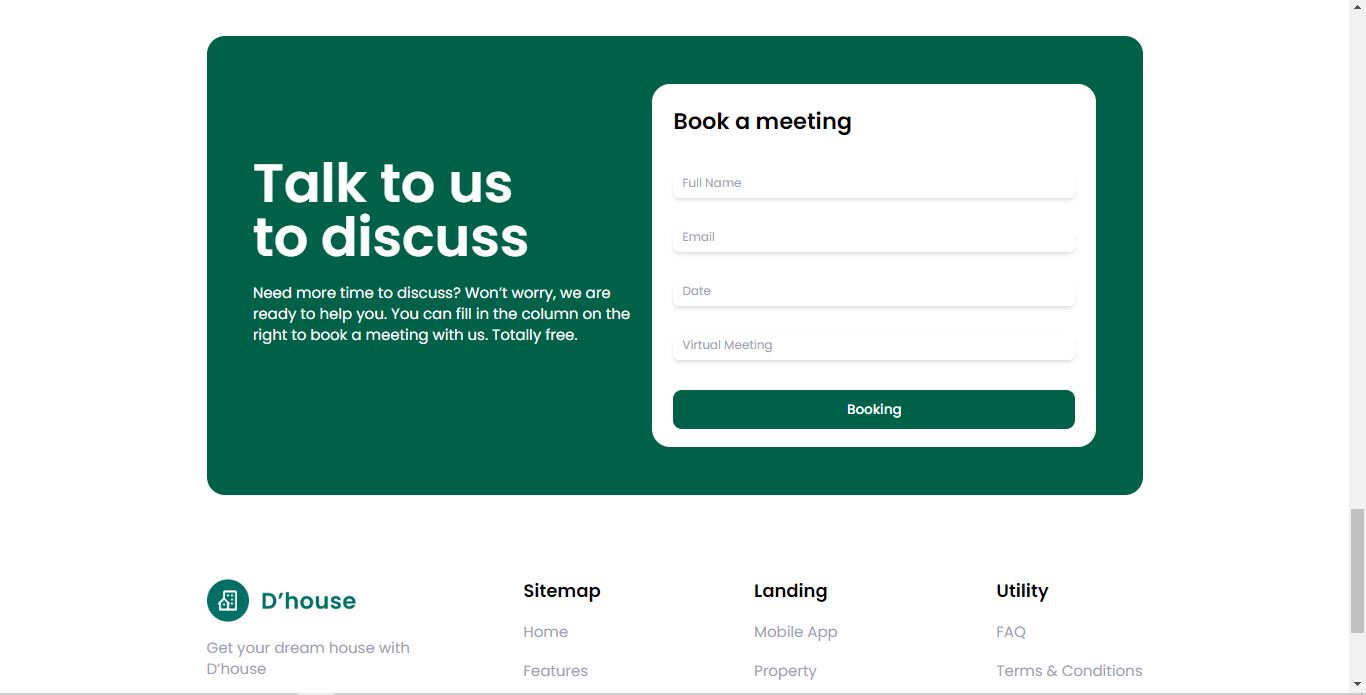 Talk to us
to discuss
Need more time to discuss? Won’t worry, we are
ready to help you. You can fill in the column on the
right to book a meeting with us. Totally free.
Book a meeting
Full Name
Email
Date
Virtual Meeting
Booking
D’house
Get your dream house with
D’house
Sitemap
Home
Features
Landing
Mobile App
Property
Utility
FAQ
Terms & Conditions